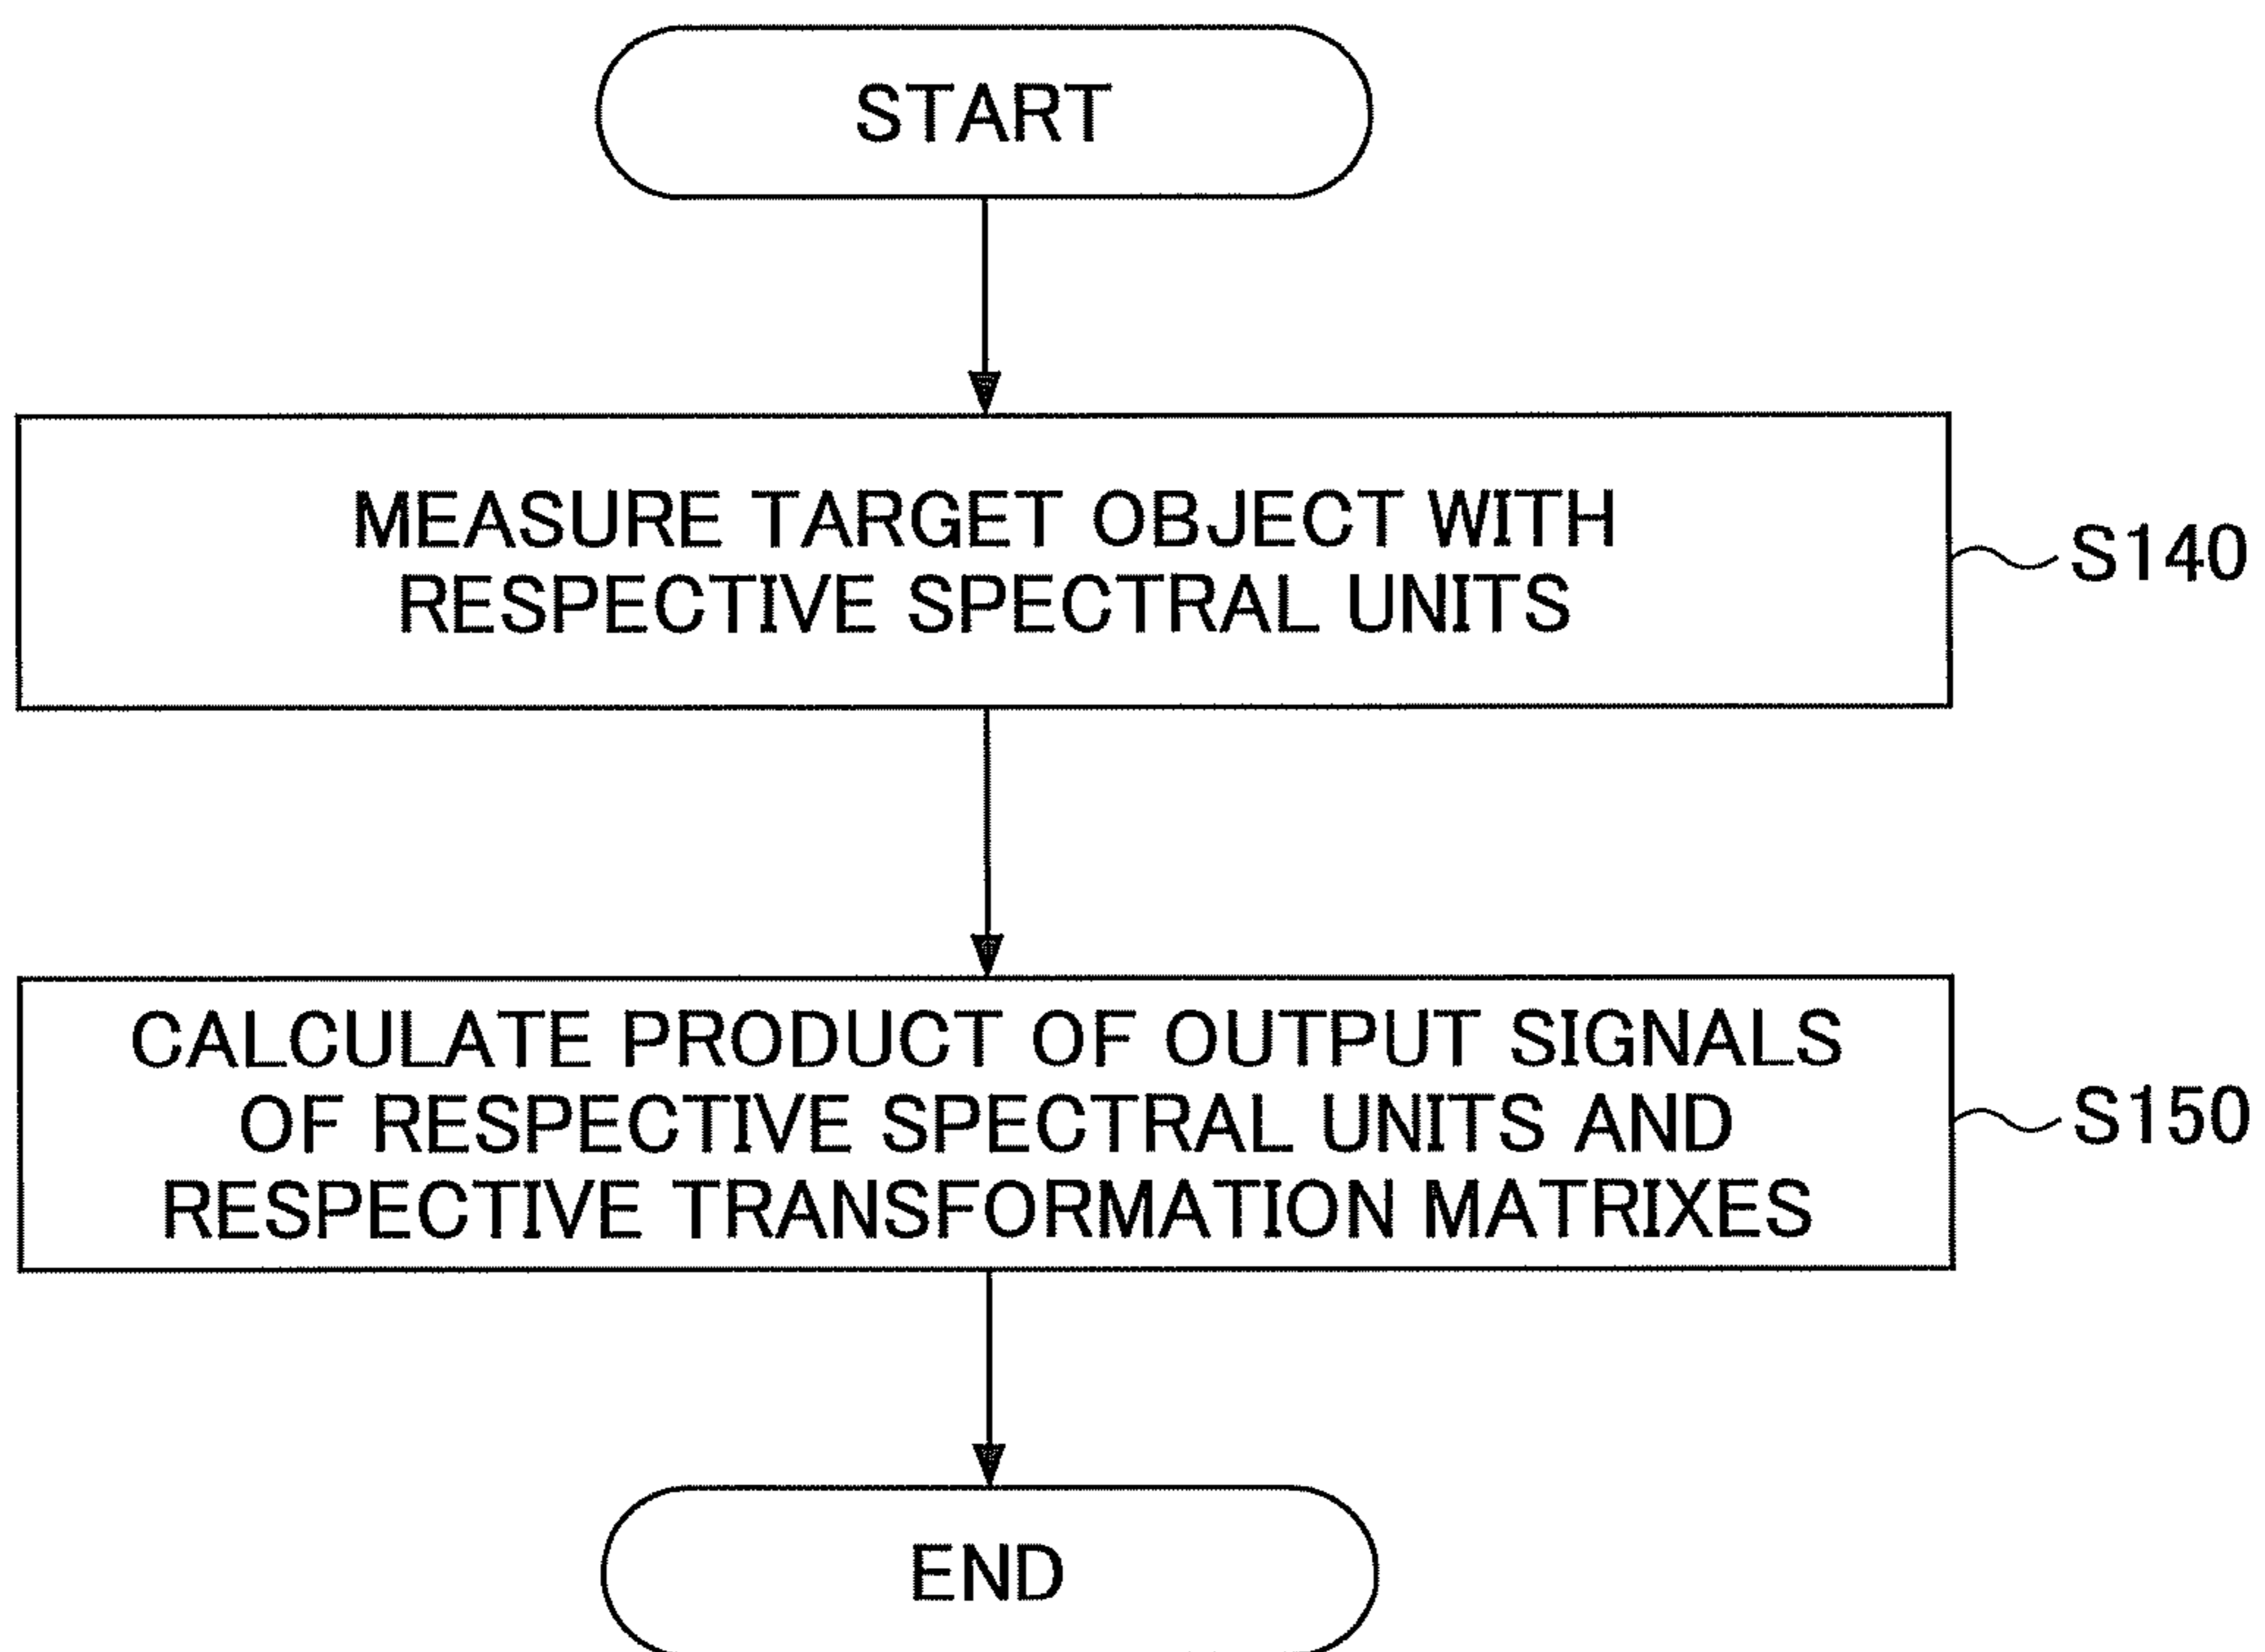 START
MEASURE TARGET OBJECT WITH
RESPECTIVE SPECTRAL UNITS
S140
CALCULATE PRODUCT OF OUTPUT SIGNALS
OF RESPECTIVE SPECTRAL UNITS AND
RESPECTIVE TRANSFORMATION MATRIXES
S150
END